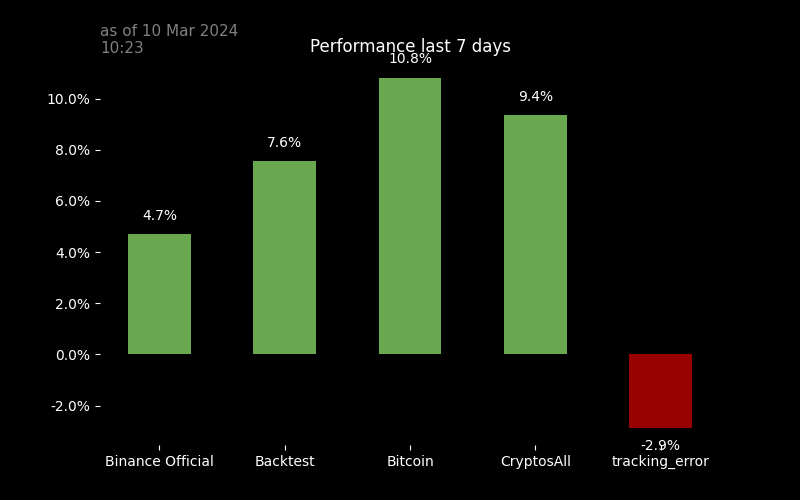 as of 10 Mar 2024
10:23
Performance last 7 days
10.8%
9.4%
7.6%
4.7%
-2.9%
10.0%
8.0%
6.0%
4.0%
2.0%
0.0%
-2.0%
Binance Official
Backtest
Bitcoin
CryptosAll
tracking_error